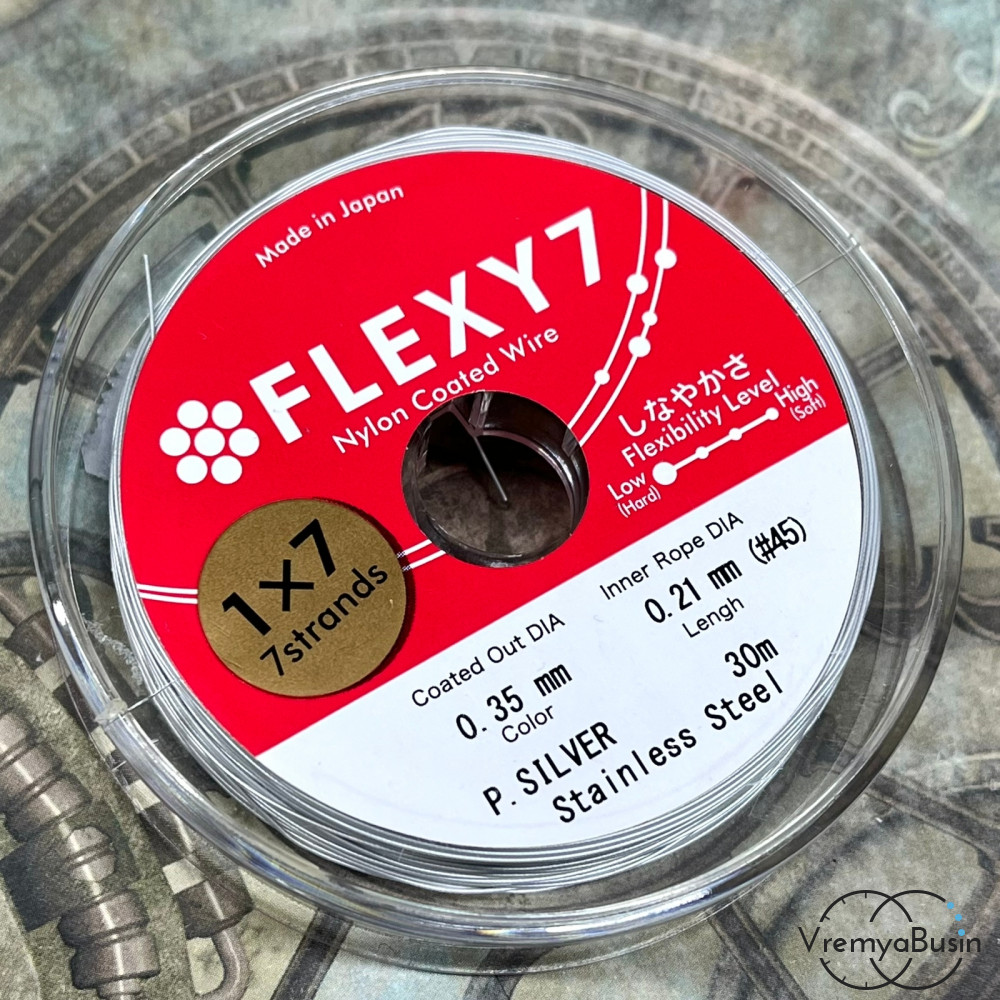 Made in Japan
FLEXY7
Nylon Coated Wire
しなやかさ
Flexibility Level
Low
(Hard)
High
(Soft)
1×7
7strands
Coated Out DIA
0.35 mm
Inner Rope DIA
0.21 mm (#45)
Color
P.SILVER
Lengh
30m
Stainless Steel
VremyaBusin